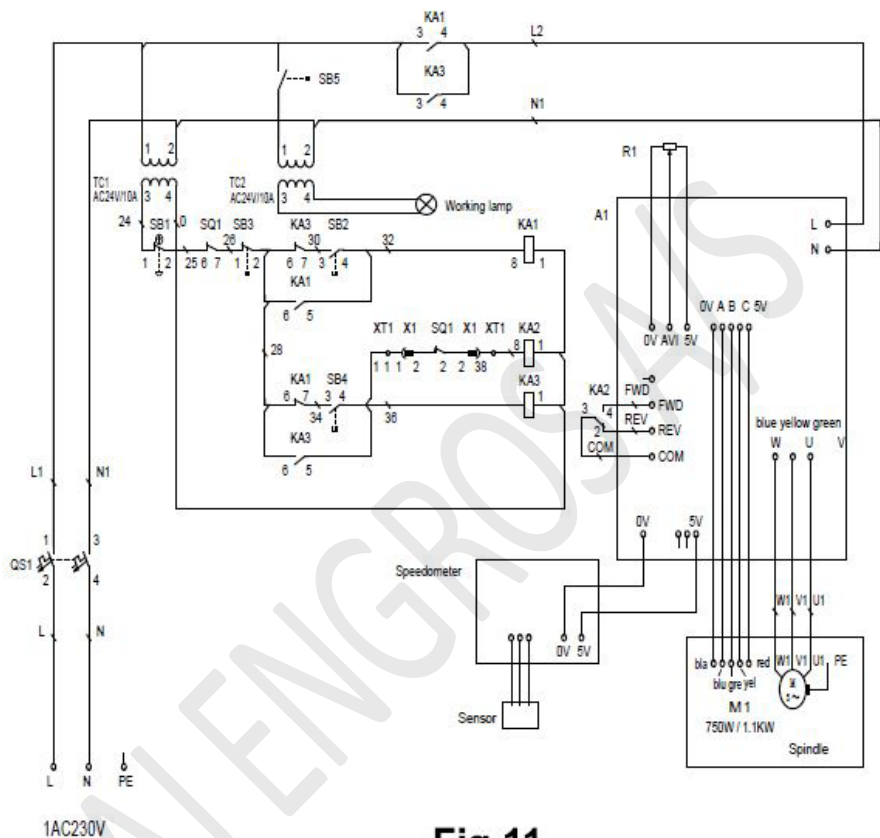 KA1
3 4
L2
KA3
3 4
SB5
N1
R1
1 2
1 2
TC1
AC24V/10A
3 4
TC2
AC24V/10A
3 4
Working lamp
A1
L
N
24
0
SB1
SQ1
26
SB3
KA3
30
SB2
32
KA1
1 2
25
6 7
1 2
6 7
3 4
8 1
KA1
6 5
0V A B C 5V
0V AVI 5V
28
XT1 X1 SQ1 X1 XT1 KA2
1 1 1 2 2 2 38
8 1
KA1 SB4
6 7 3 4
34
36
KA3
1
KA3
6 5
KA2
3 4
2
FWD
FWD
REV
REV
COM
COM
blue yellow green
W U V
L1
N1
1 3
QS1
2 4
0V 5V
Speedometer
0V 5V
L
N
W1 V1 U1
bla
blu gre yel
red
W1 V1 U1 PE
M1
750W / 1.1KW
Spindle
Sensor
L N PE
1AC230V
Fig.11
ENGROS A/S